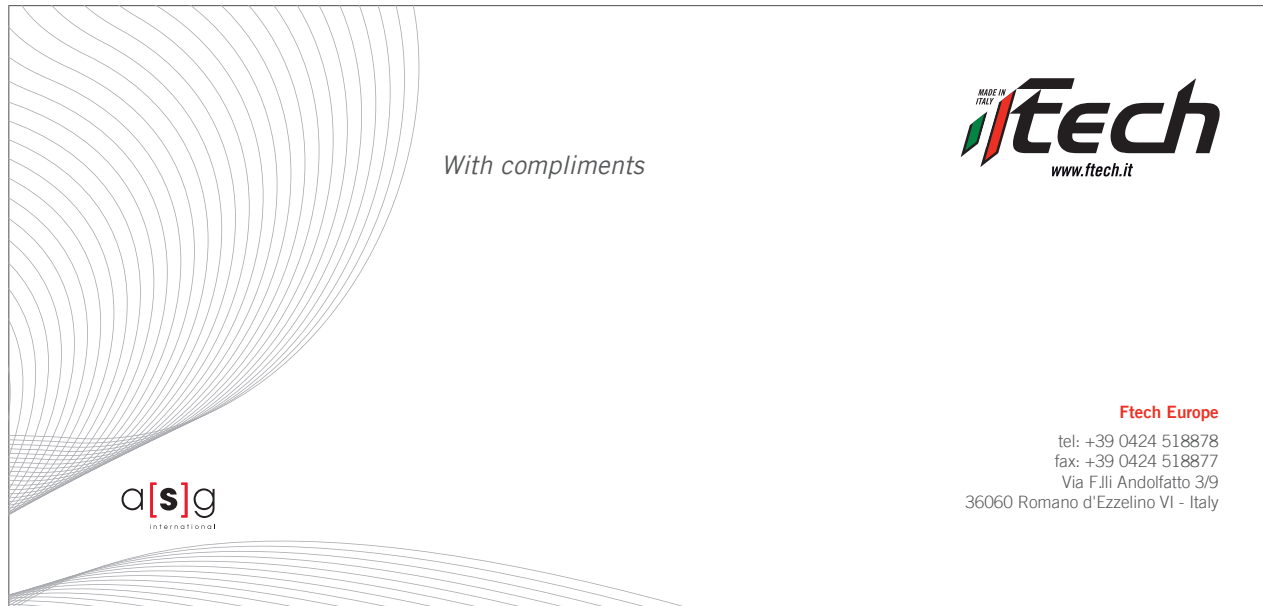 MADE IN
ITALY
Ftech
www.ftech.it
With compliments
Ftech Europe
tel: +39 0424 518878
fax: +39 0424 518877
Via F.lli Andolfatto 3/9
36060 Romano d'Ezzelino VI - Italy
a[s]g
international